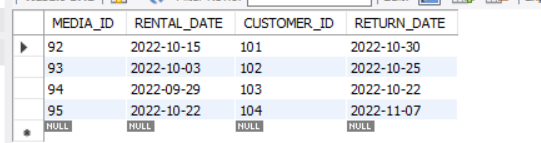 MEDIA_ID RENTAL_DATE CUSTOMER_ID RETURN_DATE
92 2022-10-15 101 2022-10-30
93 2022-10-03 102 2022-10-25
94 2022-09-29 103 2022-10-22
95 2022-10-22 104 2022-11-07
NULL NULL NULL NULL